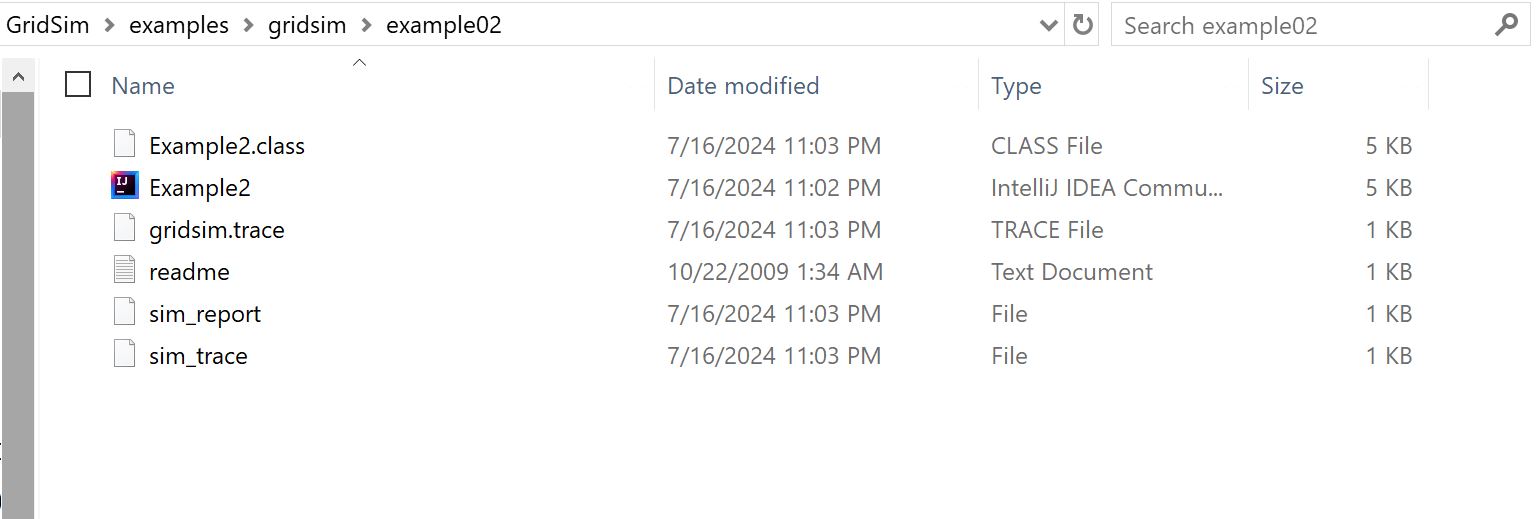 GridSim > examples > gridsim > example02 Search example02
Name Date modified Type Size
Example2.class 7/16/2024 11:03 PM CLASS File 5 KB
IJ Example2 7/16/2024 11:02 PM IntelliJ IDEA Commu... 5 KB
gridsim.trace 7/16/2024 11:03 PM TRACE File 1 KB
readme 10/22/2009 1:34 AM Text Document 1 KB
sim_report 7/16/2024 11:03 PM File 1 KB
sim_trace 7/16/2024 11:03 PM File 1 KB